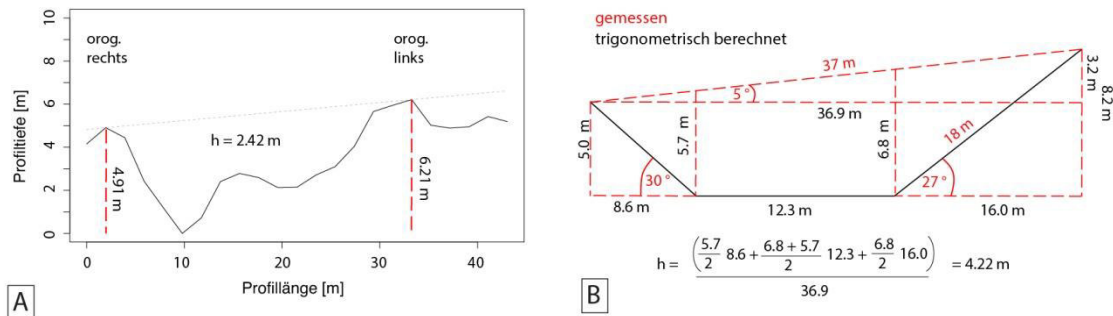 10
8
6
4
2
0
Profiltiefe [m]
orog.
rechts
orog.
links
h = 2.42 m
4.91 m
6.21 m
0
10
20
30
40
Profillänge [m]
A
gemessen
trigonometrisch berechnet
37 m
5°
36.9 m
3.2 m
8.2 m
5.0 m
5.7 m
6.8 m
18 m
30°
27°
8.6 m
12.3 m
16.0 m
h = (5.7/2 8.6 + 6.8 + 5.7/2 12.3 + 6.8/2 16.0) / 36.9 = 4.22 m
B